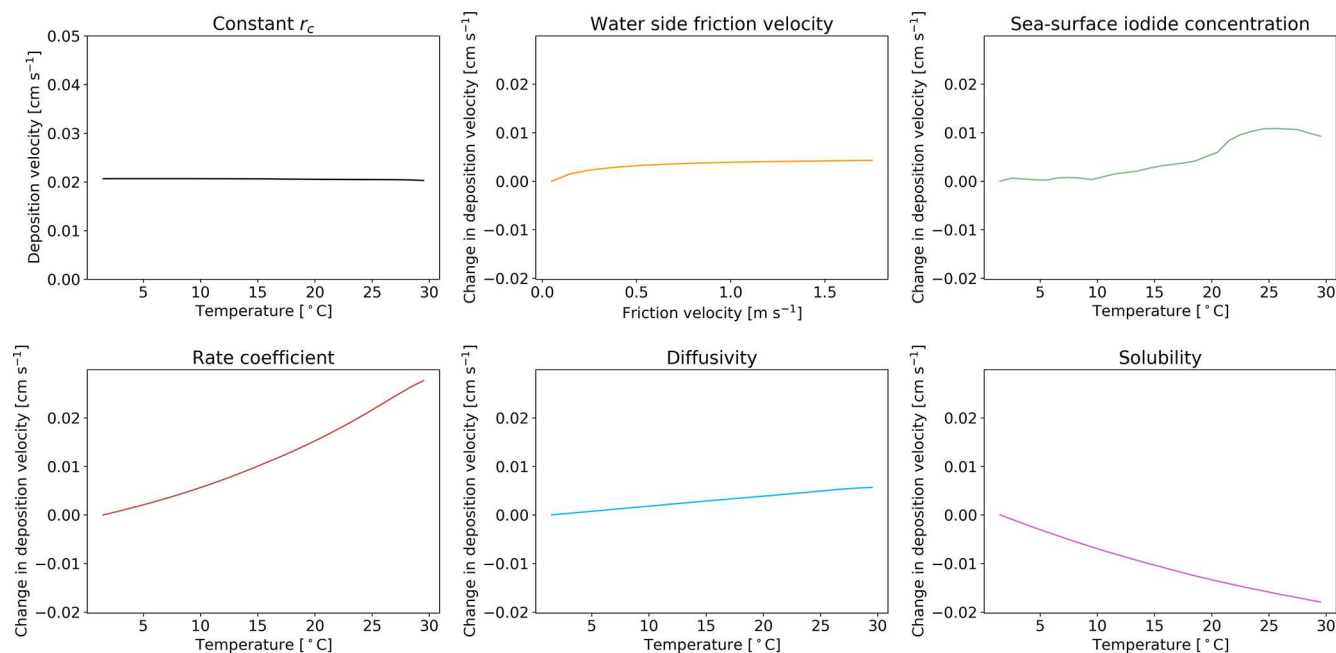 Constant r_c
Deposition velocity [cm s⁻¹]
0.05
0.04
0.03
0.02
0.01
0.00
5 10 15 20 25 30
Temperature [°C]
Water side friction velocity
Change in deposition velocity [cm s⁻¹]
0.02
0.01
0.00
−0.01
−0.02
0.0 0.5 1.0 1.5
Friction velocity [m s⁻¹]
Sea-surface iodide concentration
Change in deposition velocity [cm s⁻¹]
0.02
0.01
0.00
−0.01
−0.02
5 10 15 20 25 30
Temperature [°C]
Rate coefficient
Change in deposition velocity [cm s⁻¹]
0.02
0.01
0.00
−0.01
−0.02
5 10 15 20 25 30
Temperature [°C]
Diffusivity
Change in deposition velocity [cm s⁻¹]
0.02
0.01
0.00
−0.01
−0.02
5 10 15 20 25 30
Temperature [°C]
Solubility
Change in deposition velocity [cm s⁻¹]
0.02
0.01
0.00
−0.01
−0.02
5 10 15 20 25 30
Temperature [°C]